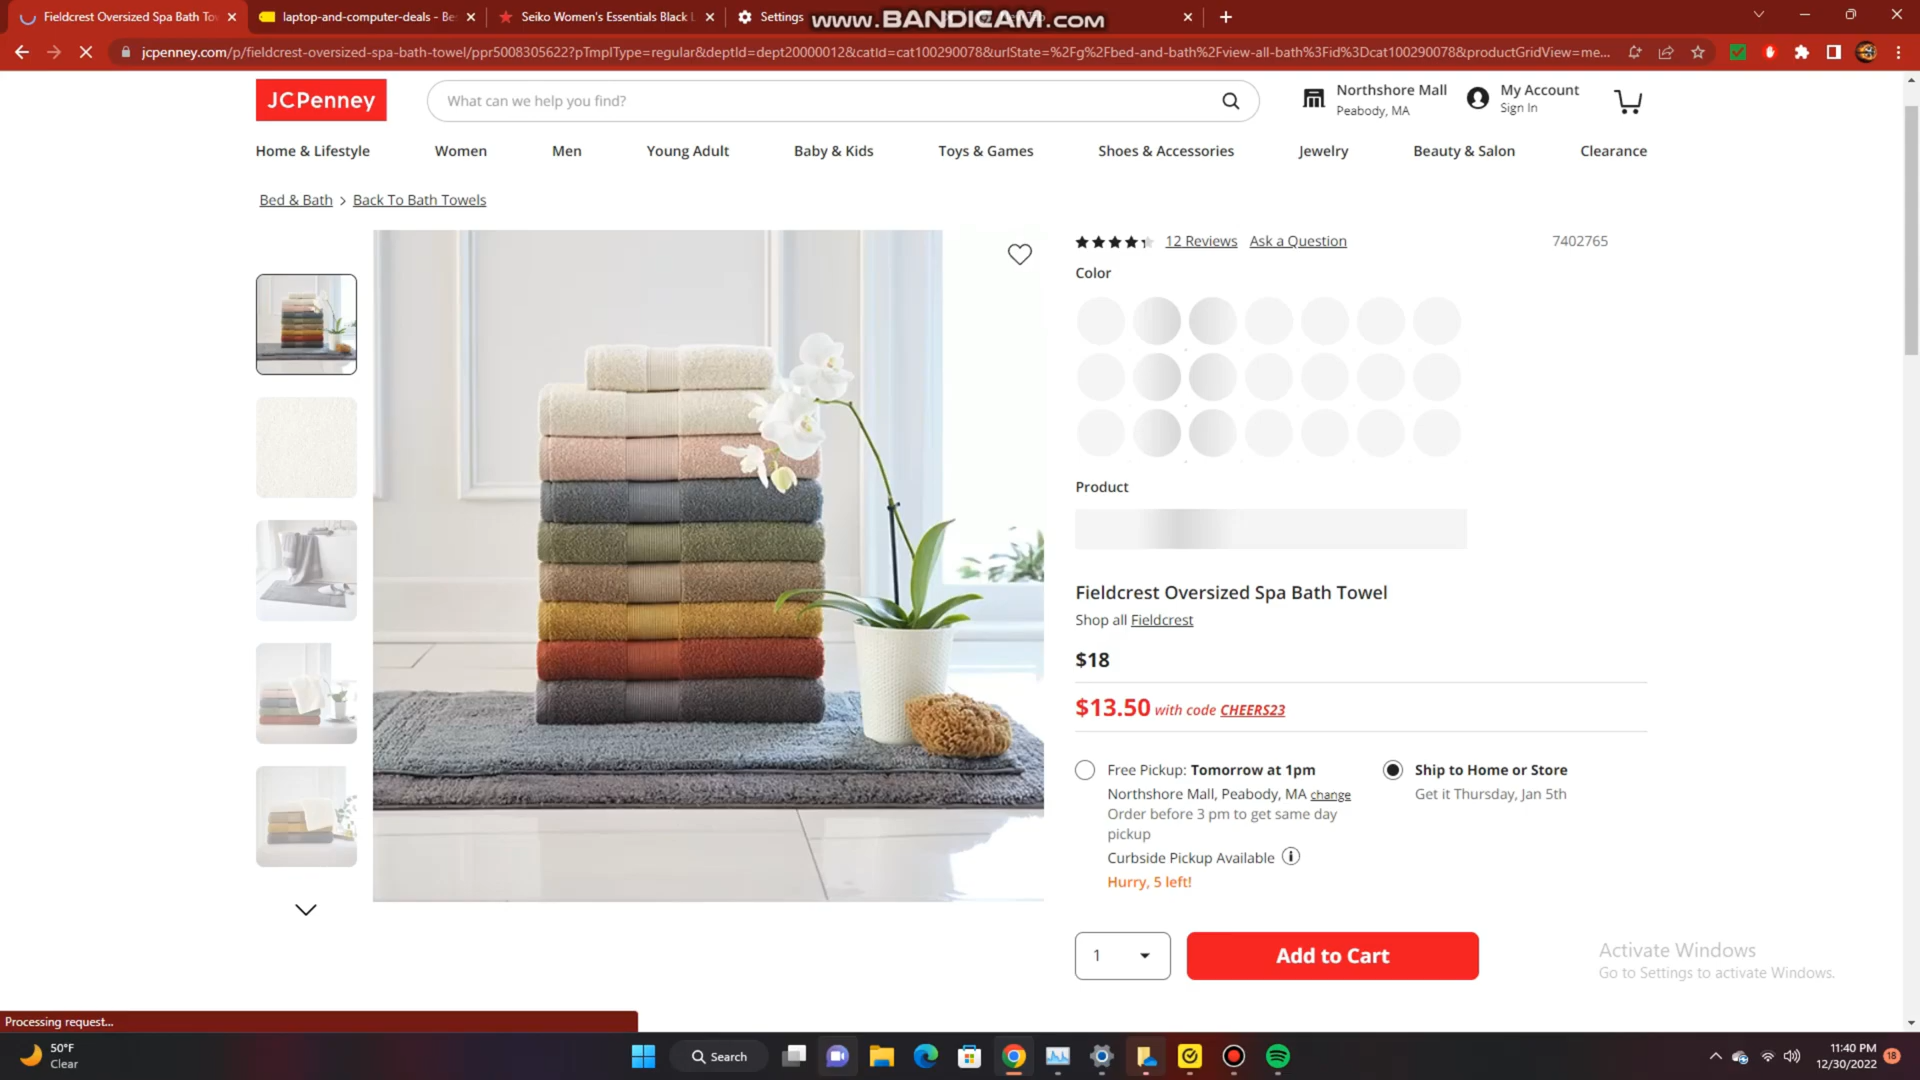 Fieldcrest Oversized Spa Bath To
laptop-and-computer-deals - Be
Seiko Women's Essentials Black L
Settings
www.BANDICAM.com
jcpenney.com/p/fieldcrest-oversized-spa-bath-towel/ppr5008305622?pTmplType=regular&deptId=dept20000012&catId=cat100290078&urlState=%2Fg%2Fbed-and-bath%2Fview-all-bath%3Fid%3Dcat100290078&productGridView=me...
JCPenney
What can we help you find?
Northshore Mall
Peabody, MA
My Account
Sign In
Home & Lifestyle
Women
Men
Young Adult
Baby & Kids
Toys & Games
Shoes & Accessories
Jewelry
Beauty & Salon
Clearance
Bed & Bath > Back To Bath Towels
12 Reviews
Ask a Question
7402765
Color
Product
Fieldcrest Oversized Spa Bath Towel
Shop all Fieldcrest
$18
$13.50 with code CHEERS23
Free Pickup: Tomorrow at 1pm
Northshore Mall, Peabody, MA change
Order before 3 pm to get same day
pickup
Curbside Pickup Available
Hurry, 5 left!
Ship to Home or Store
Get it Thursday, Jan 5th
1
Add to Cart
Activate Windows
Go to Settings to activate Windows.
Processing request...
50°F
Clear
Search
11:40 PM
12/30/2022
18